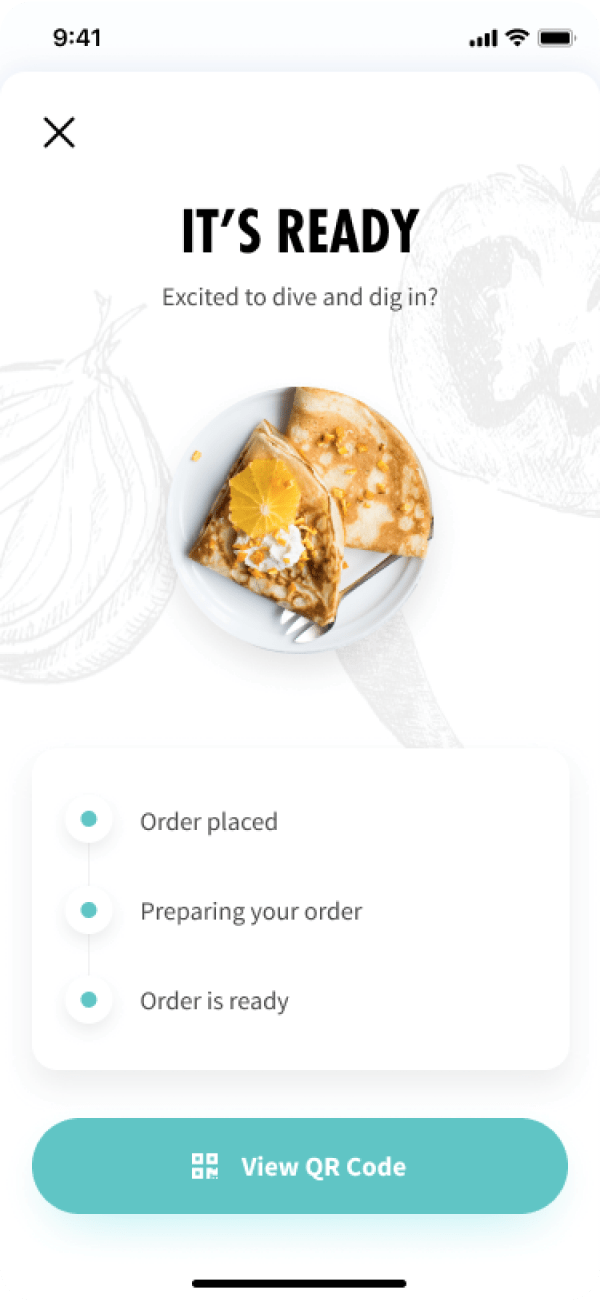 9:41
IT’S READY
Excited to dive and dig in?
Order placed
Preparing your order
Order is ready
View QR Code